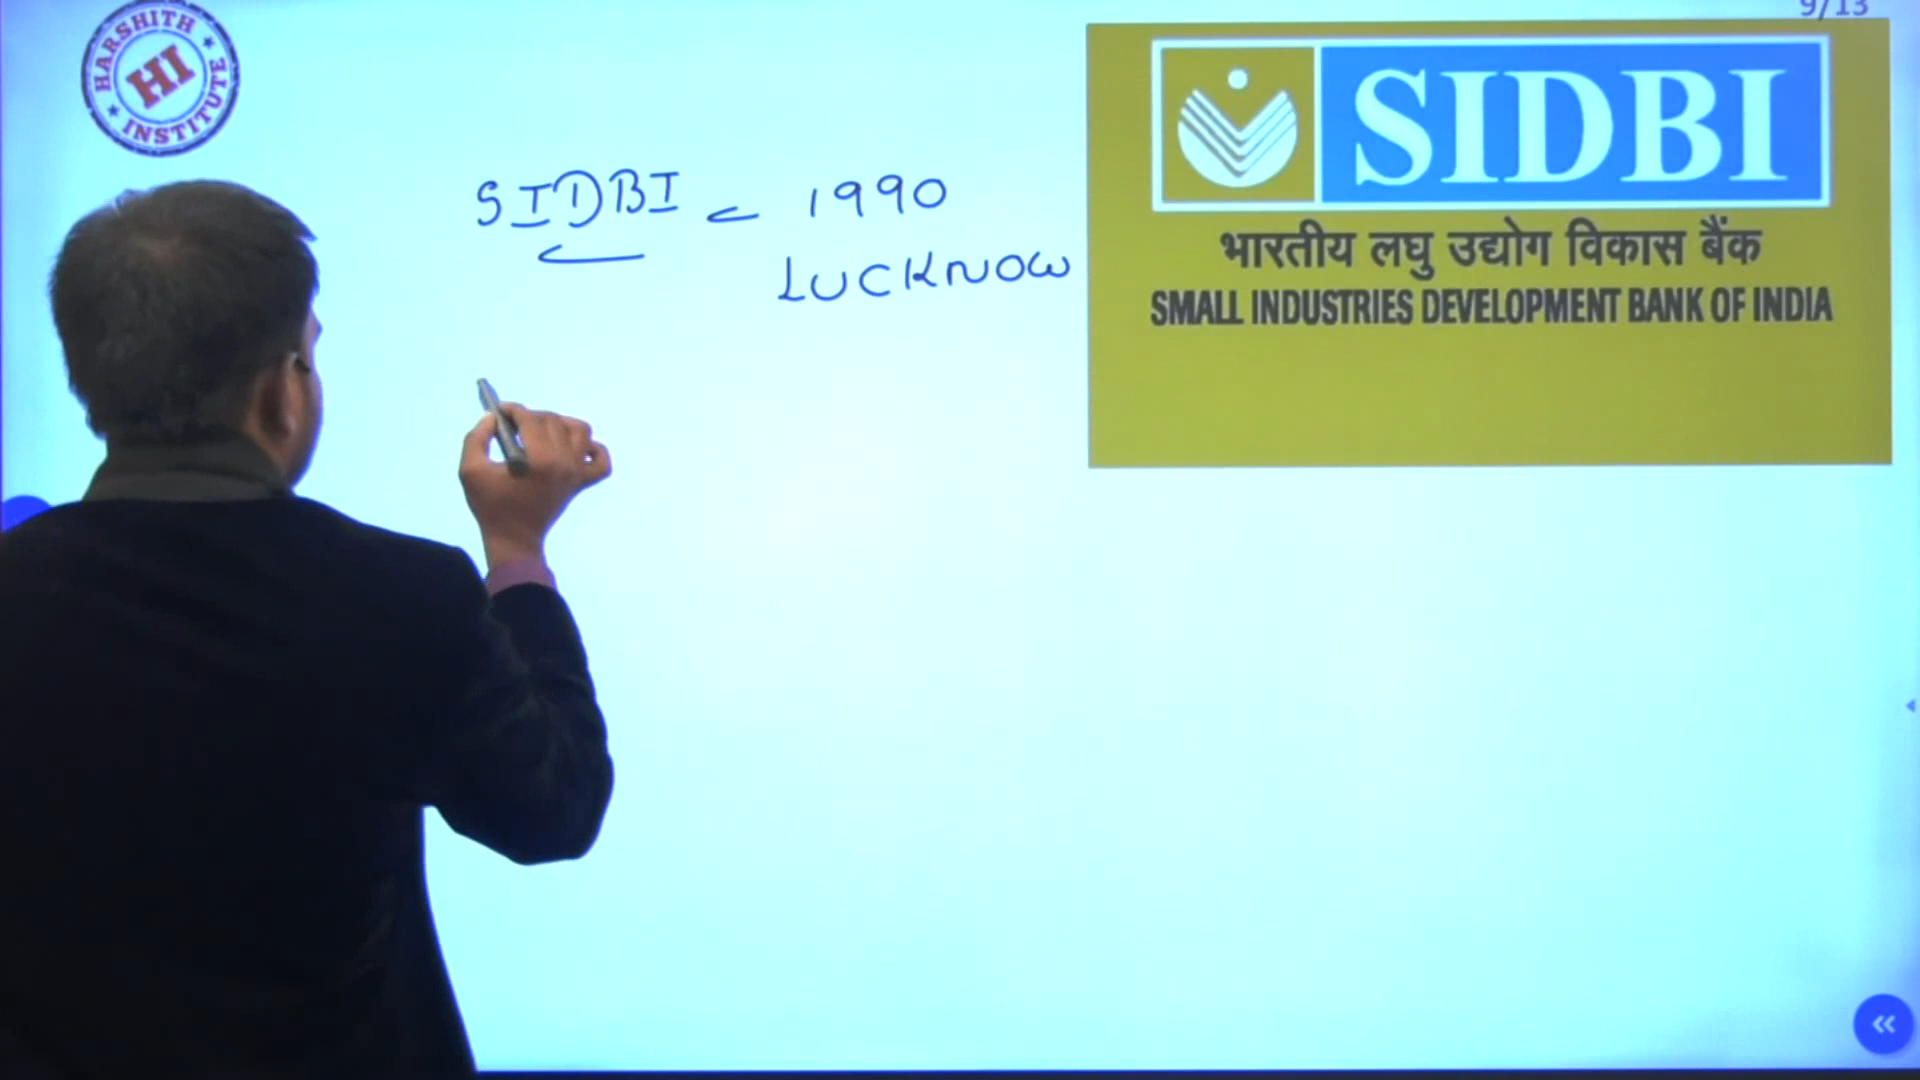 HARSHITH
HI
INSTITUTE
9/13
SIDBI
भारतीय लघु उद्योग विकास बैंक
SMALL INDUSTRIES DEVELOPMENT BANK OF INDIA
SIDBI - 1990
LUCKNOW